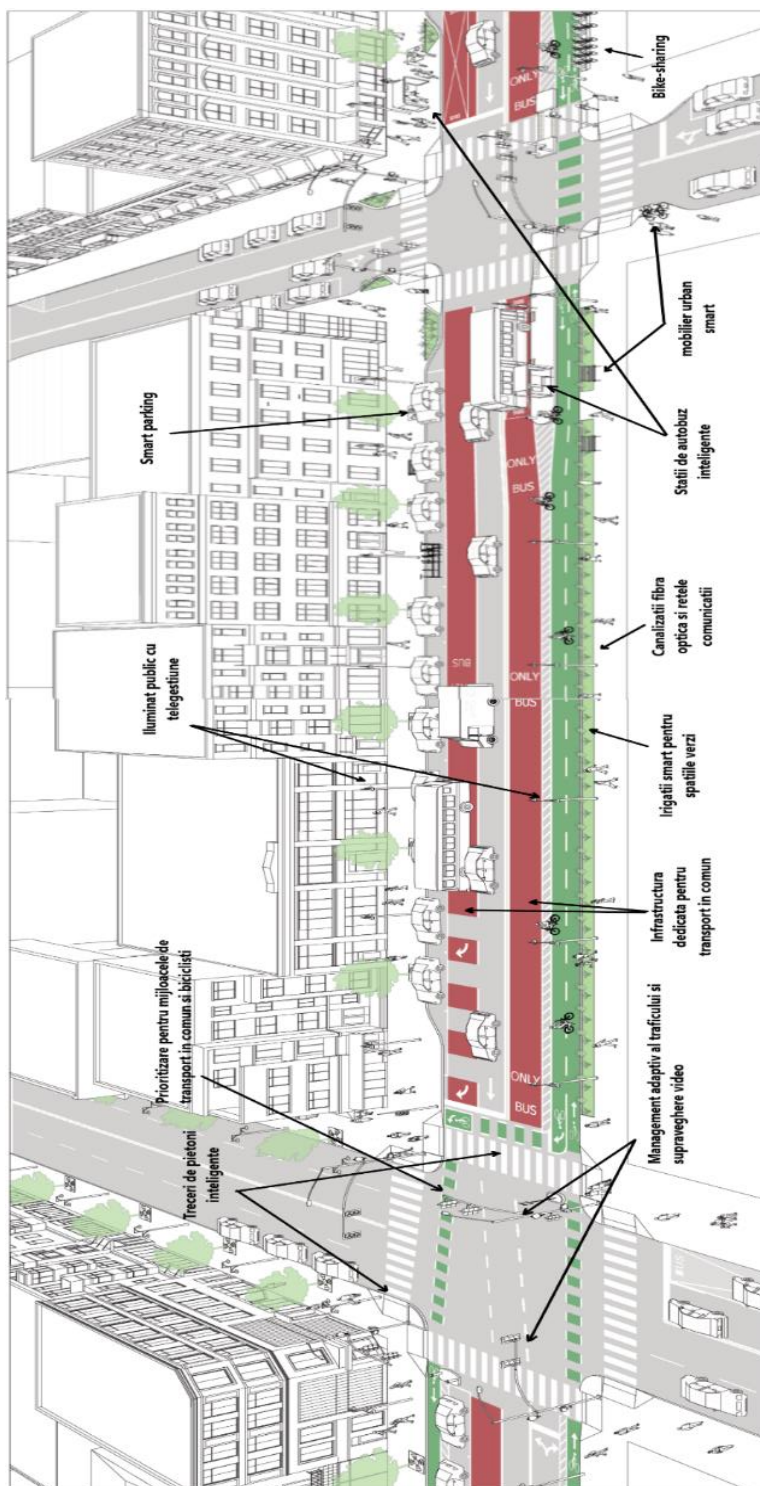 Treceri de pietoni
inteligente
Prioritizare pentru mijloacele de
transport in comun si biciclisti
Iluminat public cu
telegestiune
Smart parking
BUS
BUS
ONLY
BUS
ONLY
BUS
ONLY
BUS
ONLY
Management adaptiv al traficului si
supraveghere video
Infrastructura
dedicata pentru
transport in comun
Irigatii smart pentru
spatiile verzi
Canalizatii fibra
optica si retele
comunicatii
Statii de autobuz
inteligente
mobilier urban
smart
Bike-sharing